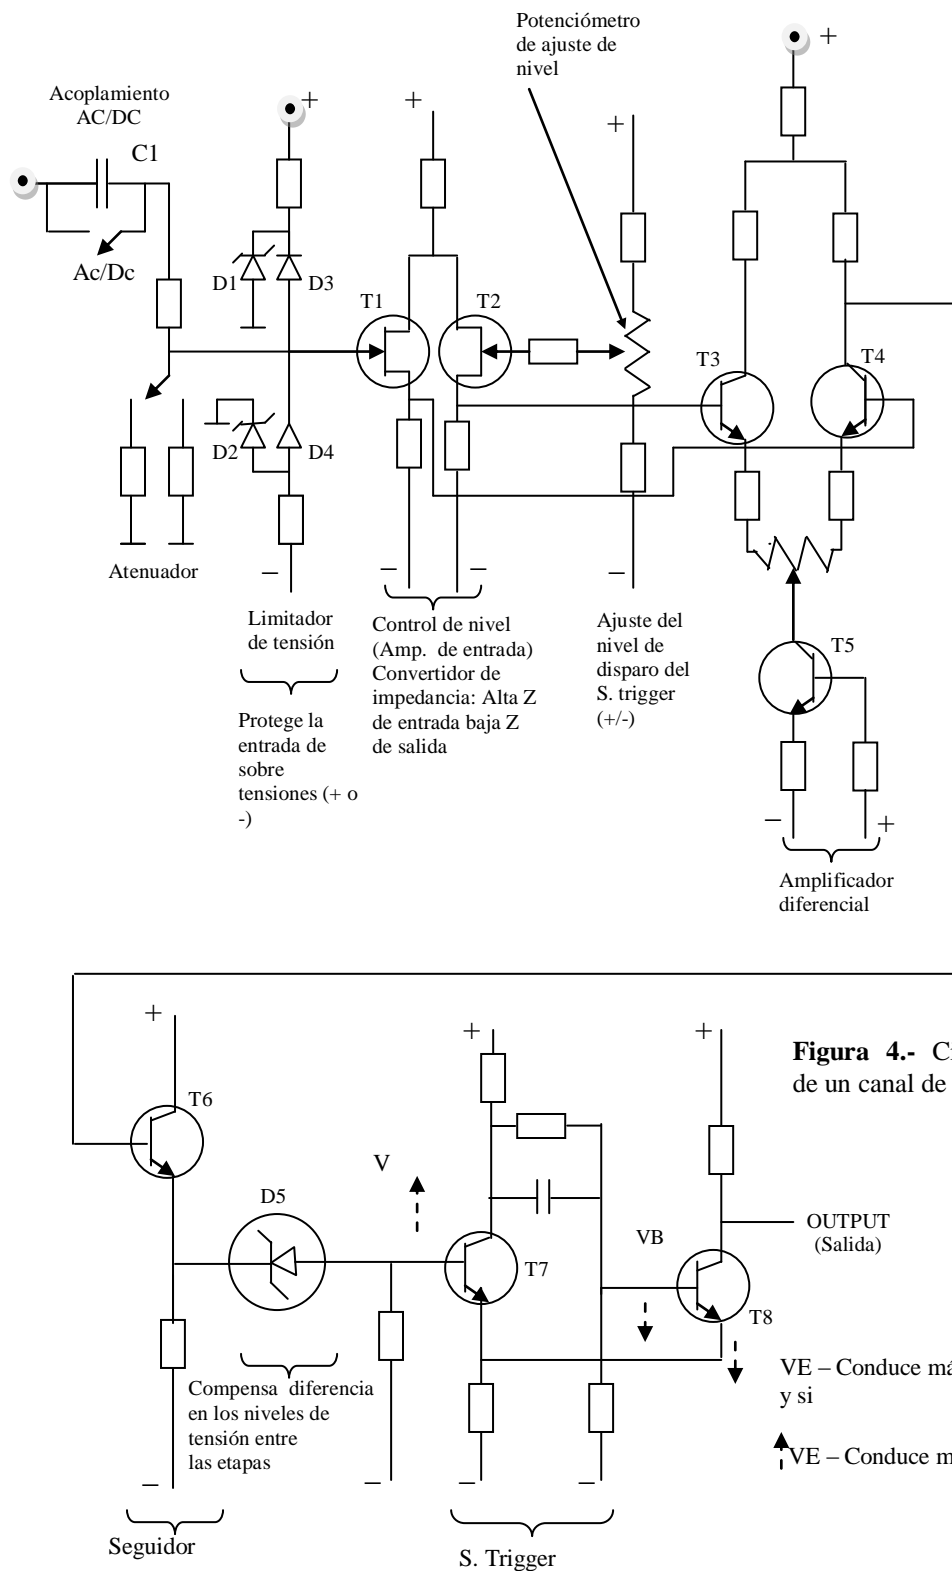 Potenciómetro
de ajuste de
nivel
+
Acoplamiento
AC/DC
C1
+
+
+
Ac/Dc
D1
D3
T1
T2
T3
T4
D2
D4
Atenuador
–
–
–
–
Limitador
de tensión
Control de nivel
(Amp. de entrada)
Convertidor de
impedancia: Alta Z
de entrada baja Z
de salida
Ajuste del
nivel de
disparo del
S. trigger
(+/-)
T5
Protege la
entrada de
sobre
tensiones (+ o
-)
–
+
Amplificador
diferencial
+
+
+
Figura 4.- C
de un canal de
T6
V
D5
T7
VB
OUTPUT
(Salida)
T8
Compensa diferencia
en los niveles de
tensión entre
las etapas
VE – Conduce má
y si
VE – Conduce m
–
–
–
–
Seguidor
S. Trigger